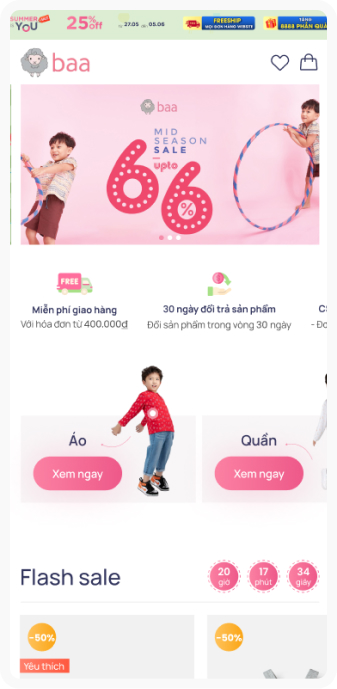 SUMMER
YOU
25%
off
27.05
05.06
FREESHIP
MỌI ĐƠN HÀNG WEBSITE
TẶNG
8888 PHẦN QUÀ
baa
baa
MID
SEASON
SALE
upto
66%
FREE
Miễn phí giao hàng
Với hóa đơn từ 400.000₫
30 ngày đổi trả sản phẩm
Đổi sản phẩm trong vòng 30 ngày
Áo
Xem ngay
Quần
Xem ngay
Flash sale
20
giờ
17
phút
34
giây
-50%
Yêu thích
-50%